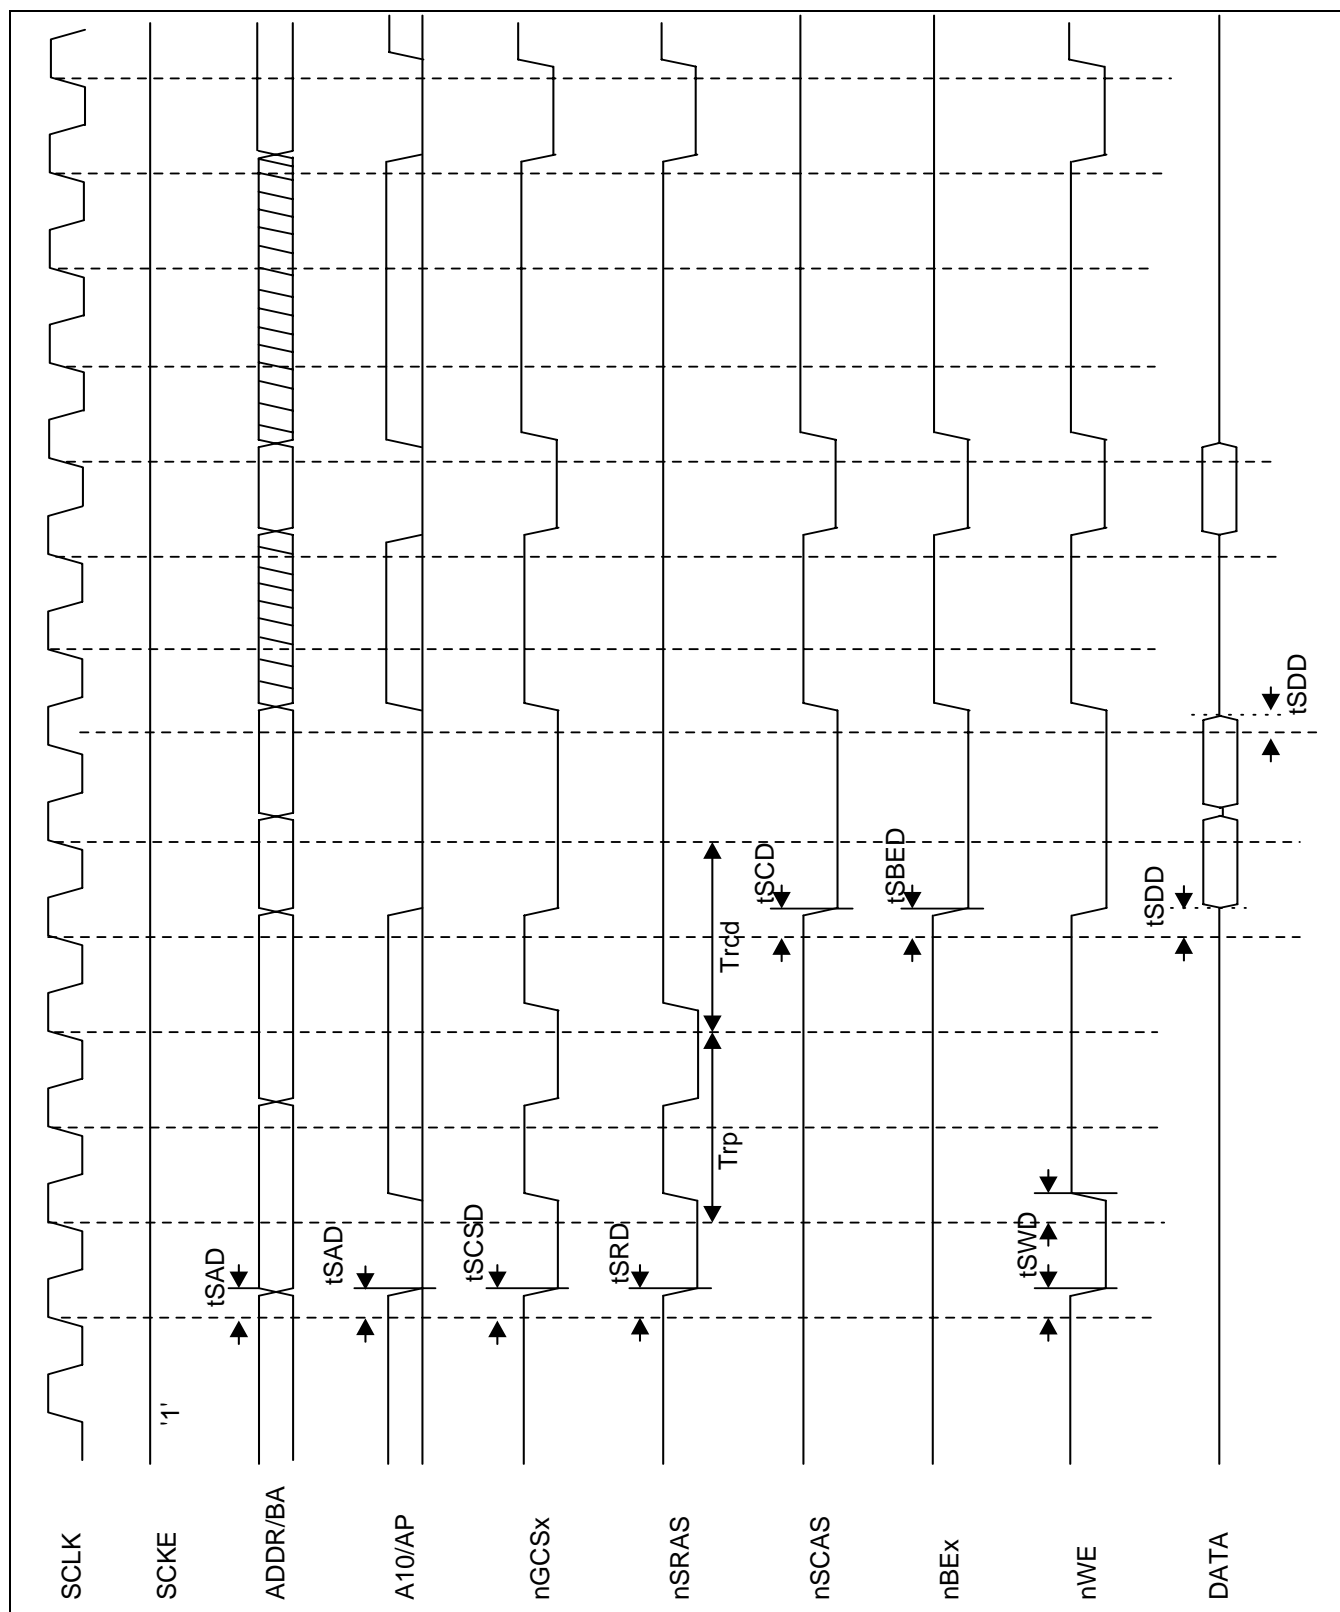 SCLK
SCKE
'1'
ADDR/BA
tSAD
A10/AP
tSAD
nGCSx
tSCSD
nSRAS
tSRD
Trp
Trcd
nSCAS
tSCD
nBEx
tSBED
nWE
tSWD
DATA
tSDD
tSDD